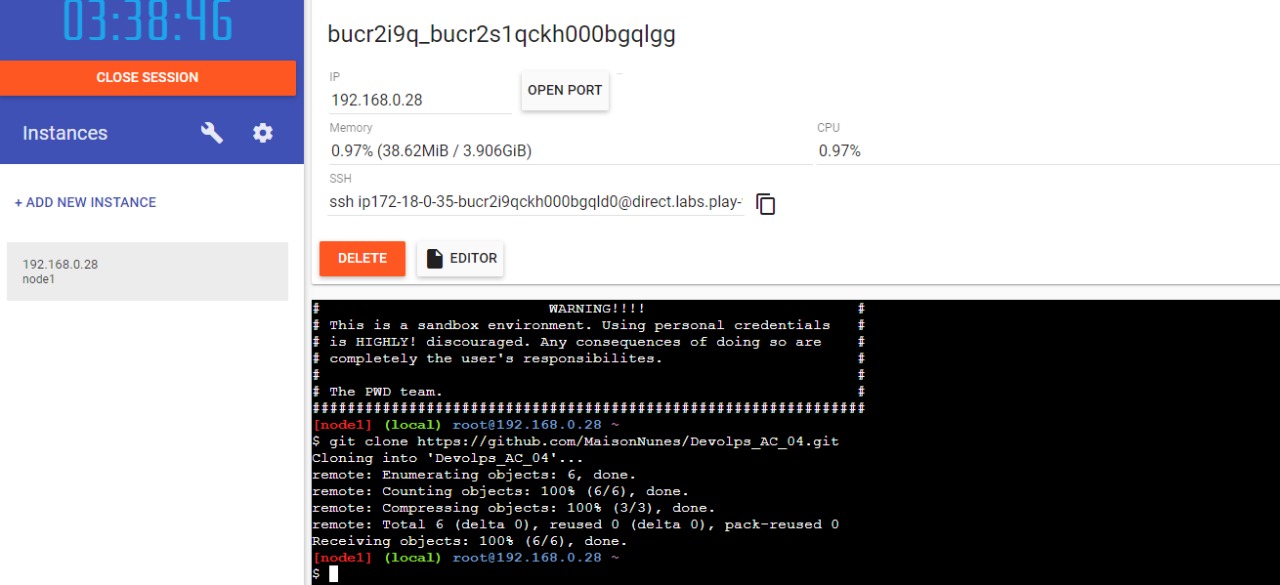 03:38:46
CLOSE SESSION
Instances
+ ADD NEW INSTANCE
192.168.0.28
node1
bucr2i9q_bucr2s1qckh000bgqlgg
IP
192.168.0.28
OPEN PORT
Memory
0.97% (38.62MiB / 3.906GiB)
CPU
0.97%
SSH
ssh ip172-18-0-35-bucr2i9qckh000bgqld0@direct.labs.play-
DELETE
EDITOR
# WARNING!!!! #
# This is a sandbox environment. Using personal credentials #
# is HIGHLY! discouraged. Any consequences of doing so are #
# completely the user's responsibilites. #
# #
# The PWD team. #
###############################################################
[node1] (local) root@192.168.0.28 ~
$ git clone https://github.com/MaisonNunes/Devolps_AC_04.git
Cloning into 'Devolps_AC_04'...
remote: Enumerating objects: 6, done.
remote: Counting objects: 100% (6/6), done.
remote: Compressing objects: 100% (3/3), done.
remote: Total 6 (delta 0), reused 0 (delta 0), pack-reused 0
Receiving objects: 100% (6/6), done.
[node1] (local) root@192.168.0.28 ~
$